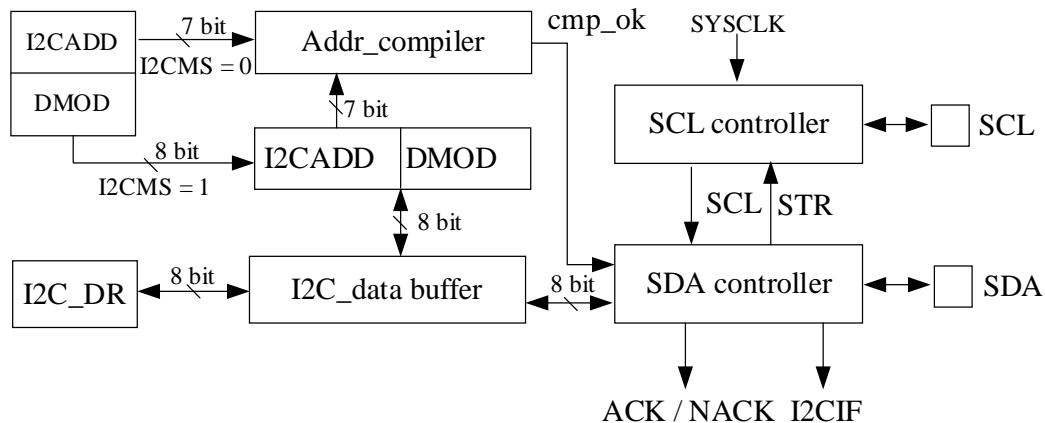 I2CADD
7 bit
I2CMS = 0
DMOD
8 bit
I2CMS = 1
Addr_compiler
cmp_ok
7 bit
I2CADD DMOD
8 bit
I2C_DR
8 bit
I2C_data buffer
8 bit
SYSCLK
SCL controller
SCL
SCL STR
SDA controller
SDA
ACK / NACK I2CIF